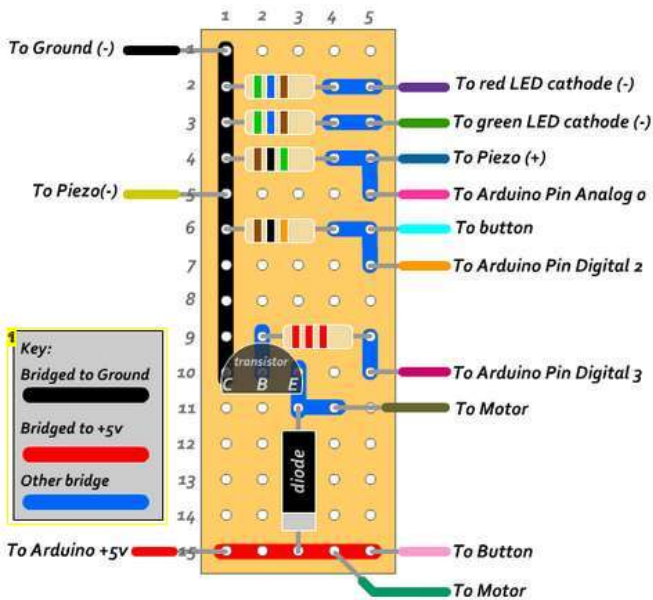 1 2 3 4 5
To Ground (-) 1
2 To red LED cathode (-)
3 To green LED cathode (-)
4 To Piezo (+)
To Piezo(-) 5 To Arduino Pin Analog 0
6 To button
7 To Arduino Pin Digital 2
8
9
transistor
10 C B E To Arduino Pin Digital 3
11 To Motor
12
13 diode
14
To Arduino +5v 15 To Button
To Motor
1
Key:
Bridged to Ground
Bridged to +5v
Other bridge